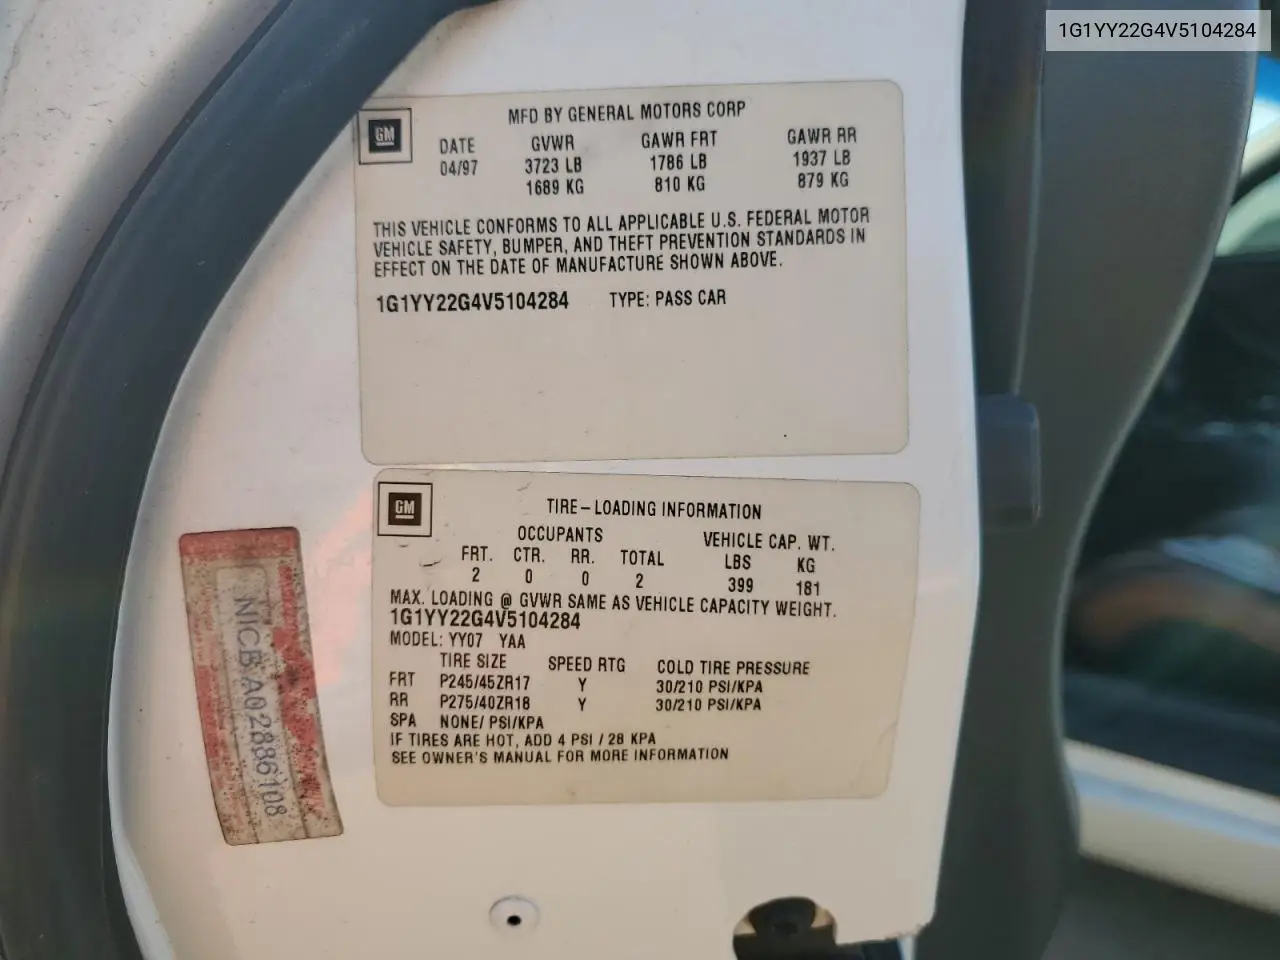 1G1YY22G4V5104284
GM
MFD BY GENERAL MOTORS CORP
DATE GVWR GAWR FRT GAWR RR
04/97 3723 LB 1786 LB 1937 LB
1689 KG 810 KG 879 KG
THIS VEHICLE CONFORMS TO ALL APPLICABLE U.S. FEDERAL MOTOR
VEHICLE SAFETY, BUMPER, AND THEFT PREVENTION STANDARDS IN
EFFECT ON THE DATE OF MANUFACTURE SHOWN ABOVE.
1G1YY22G4V5104284 TYPE: PASS CAR
GM
TIRE-LOADING INFORMATION
OCCUPANTS VEHICLE CAP. WT.
FRT. CTR. RR. TOTAL LBS KG
2 0 0 2 399 181
MAX. LOADING @ GVWR SAME AS VEHICLE CAPACITY WEIGHT.
1G1YY22G4V5104284
MODEL: YY07 YAA
TIRE SIZE SPEED RTG COLD TIRE PRESSURE
FRT P245/45ZR17 Y 30/210 PSI/KPA
RR P275/40ZR18 Y 30/210 PSI/KPA
SPA NONE/ PSI/KPA
IF TIRES ARE HOT, ADD 4 PSI / 28 KPA
SEE OWNER'S MANUAL FOR MORE INFORMATION
NICB A02886108